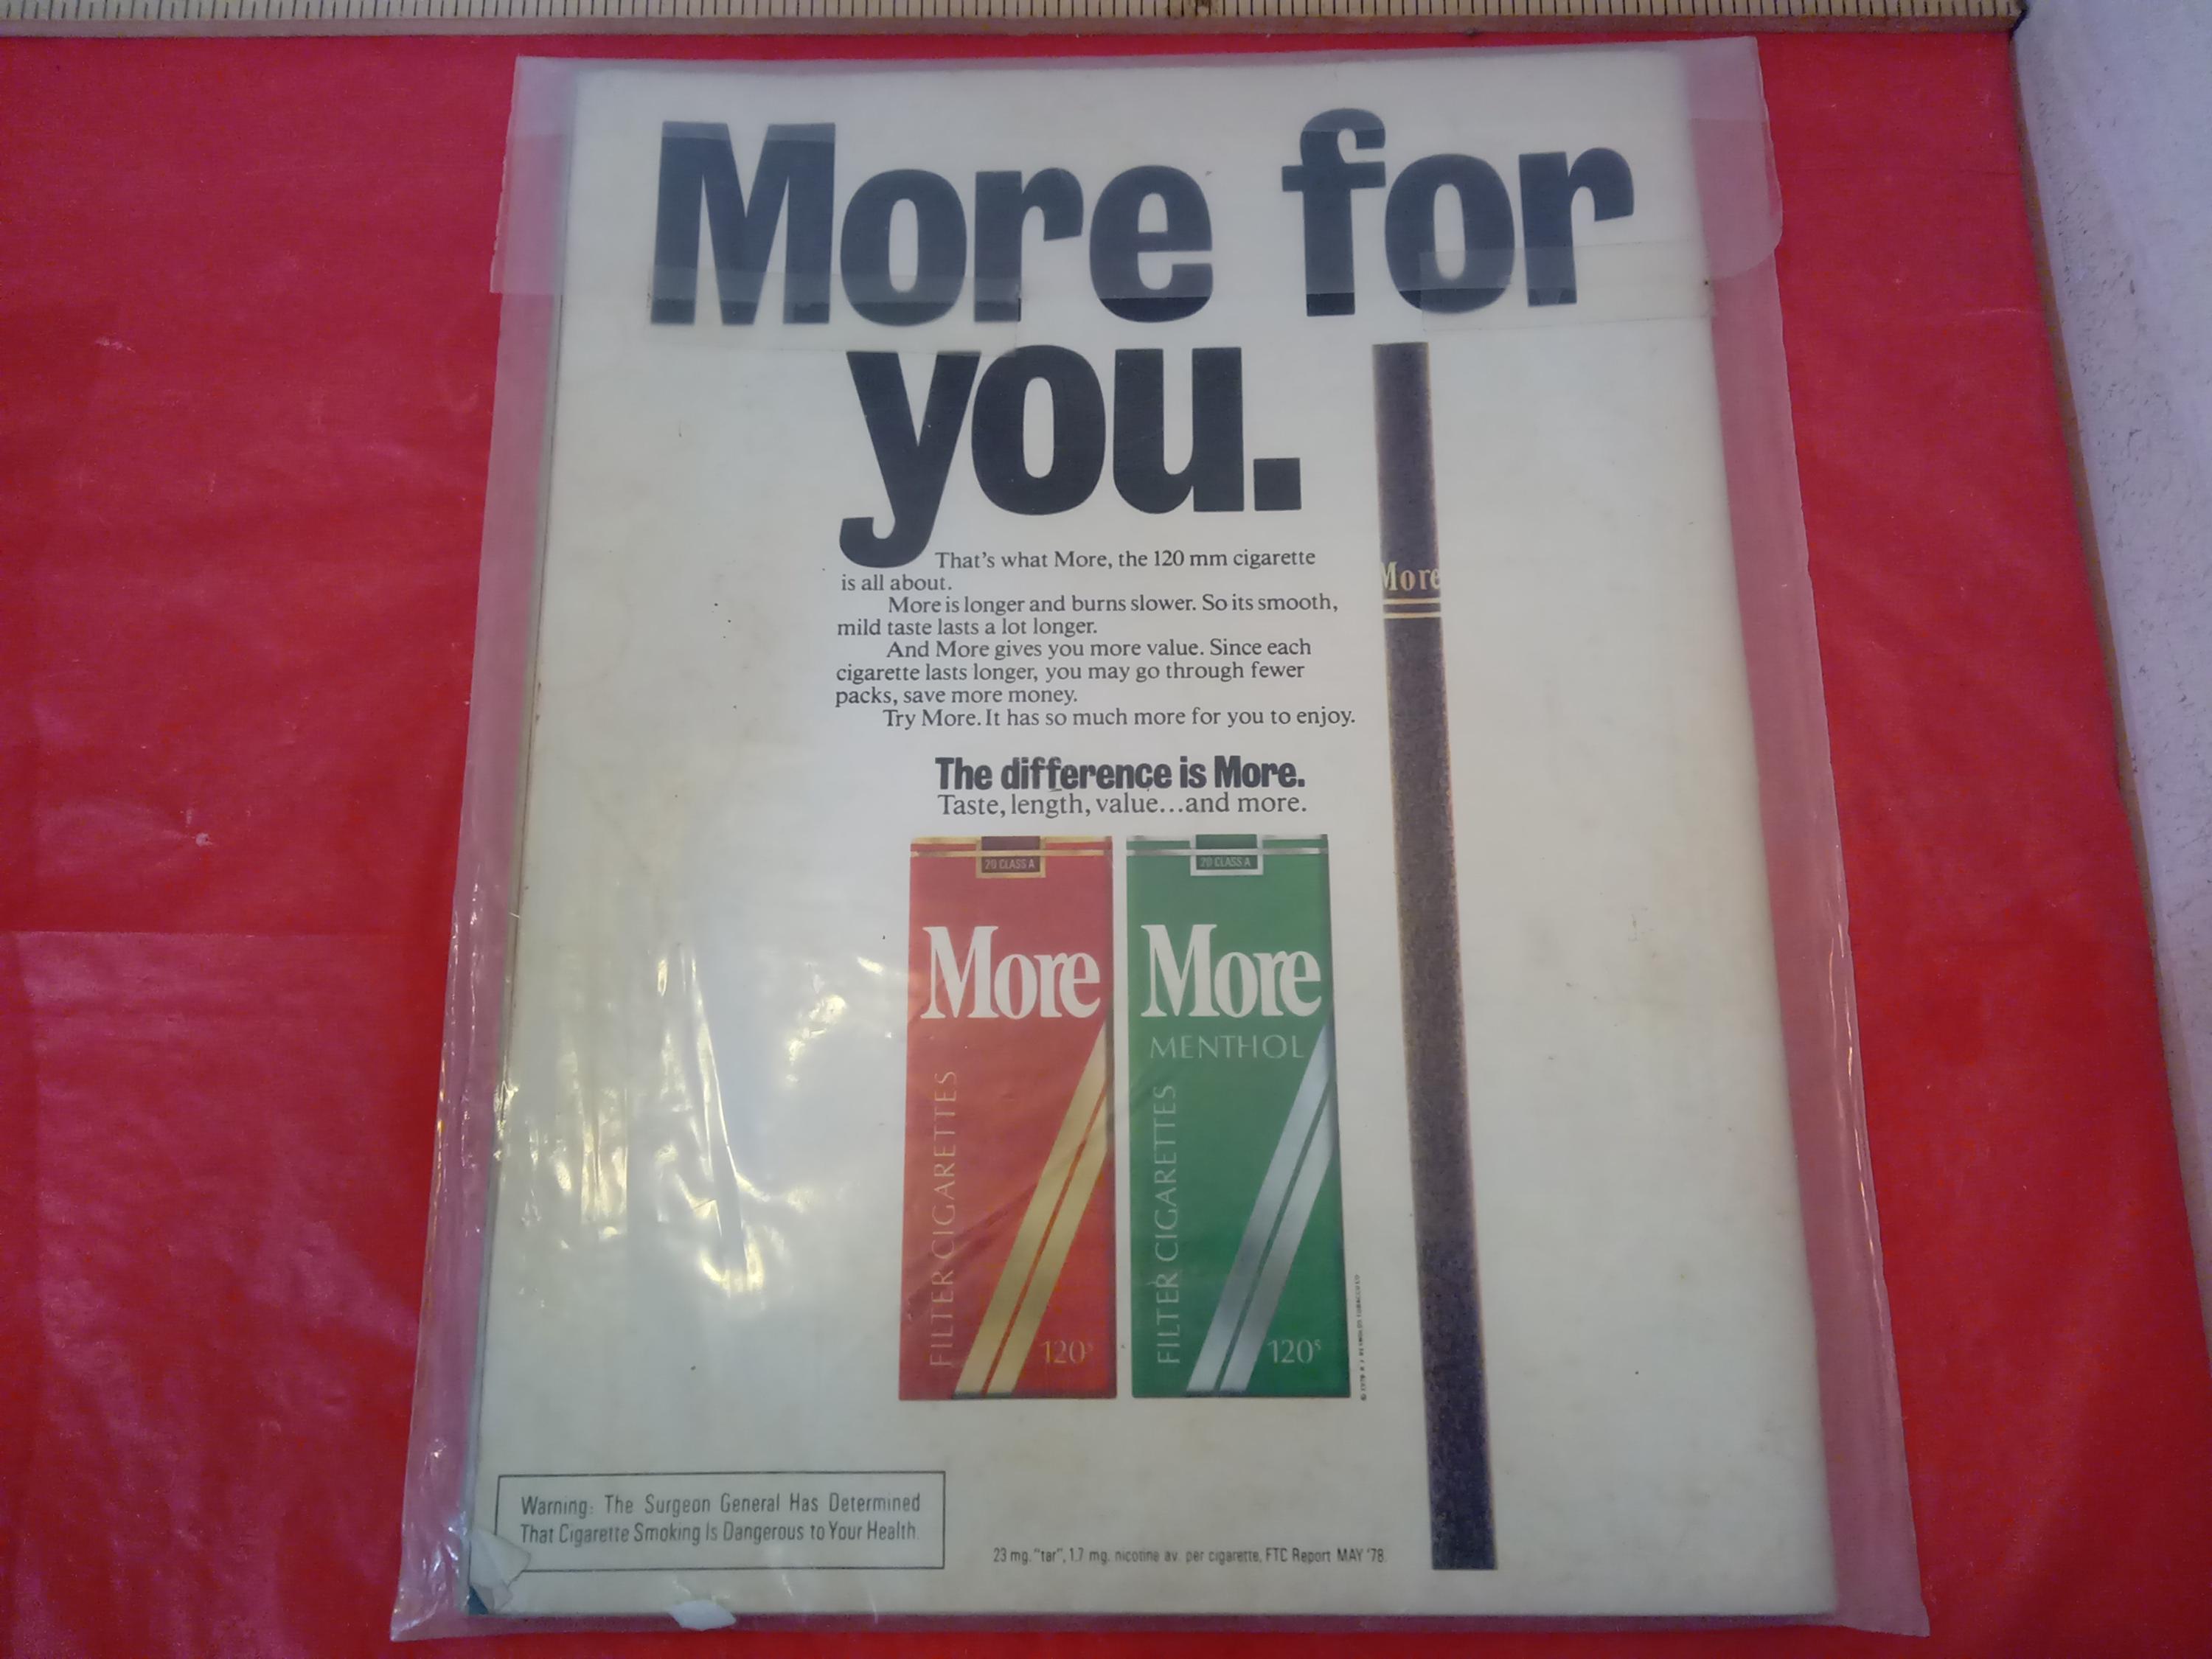 More for
you.
That's what More, the 120 mm cigarette
is all about.
More is longer and burns slower. So its smooth,
mild taste lasts a lot longer.
And More gives you more value. Since each
cigarette lasts longer, you may go through fewer
packs, save more money.
Try More. It has so much more for you to enjoy.
More
The difference is More.
Taste, length, value...and more.
20 CLASS A
More
FILTER CIGARETTES
120s
20 CLASS A
More
MENTHOL
FILTER CIGARETTES
120s
Warning: The Surgeon General Has Determined
That Cigarette Smoking Is Dangerous to Your Health.
23 mg. "tar", 1.7 mg. nicotine av. per cigarette, FTC Report MAY '78.